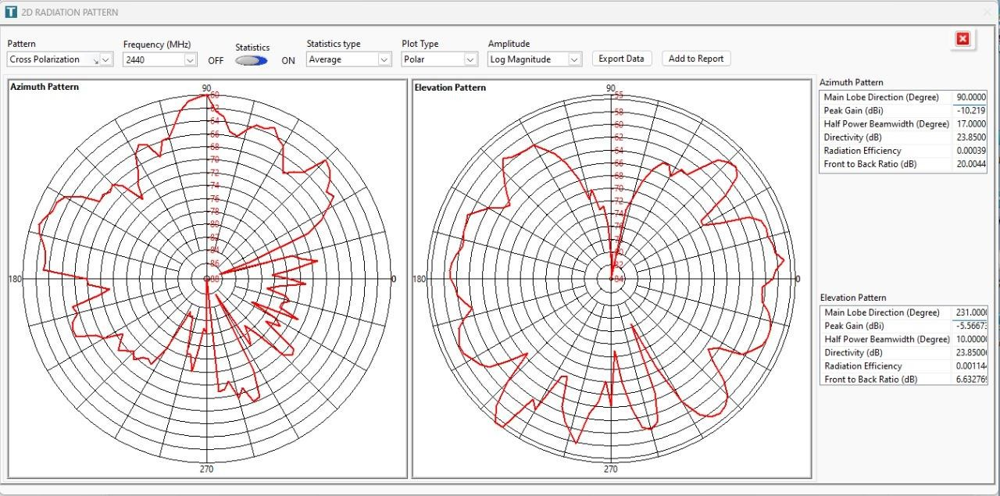 2D RADIATION PATTERN
Pattern
Cross Polarization
Frequency (MHz)
2440
Statistics
OFF
ON
Statistics type
Average
Plot Type
Polar
Amplitude
Log Magnitude
Export Data
Add to Report
Azimuth Pattern
90
60
62
64
66
68
70
72
74
76
78
80
82
84
86
88
180
0
270
Elevation Pattern
90
55
58
60
62
64
66
68
70
72
74
76
78
80
82
84
180
0
270
Azimuth Pattern
Main Lobe Direction (Degree) 90.0000
Peak Gain (dBi) -10.219
Half Power Beamwidth (Degree) 17.0000
Directivity (dB) 23.8500
Radiation Efficiency 0.00039
Front to Back Ratio (dB) 20.0044
Elevation Pattern
Main Lobe Direction (Degree) 231.000
Peak Gain (dBi) -5.5667
Half Power Beamwidth (Degree) 10.0000
Directivity (dB) 23.850
Radiation Efficiency 0.00114
Front to Back Ratio (dB) 6.63276